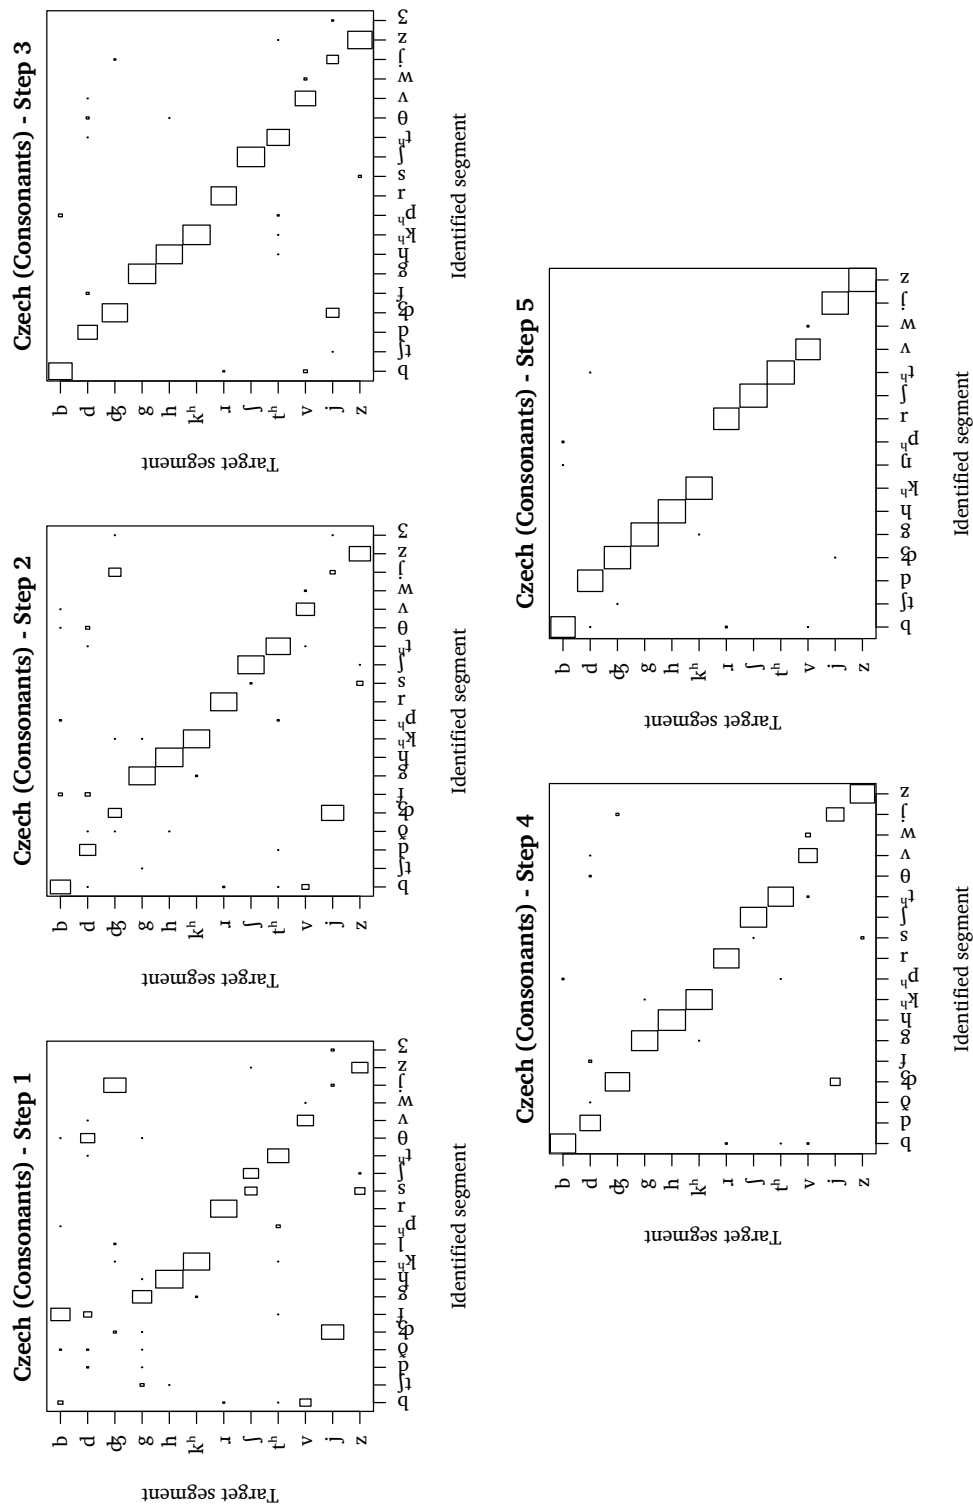 Czech (Consonants) - Step 1
Target segment
b d ʤ g h kʰ ɹ ʃ tʰ v j z
b tʃ d ð ʤ f g h kʰ l pʰ ɹ s ʃ tʰ θ v w j z ʒ
Identified segment
Czech (Consonants) - Step 2
Target segment
b d ʤ g h kʰ ɹ ʃ tʰ v j z
b tʃ d ð ʤ f g h kʰ pʰ ɹ s ʃ tʰ θ v w j z ʒ
Identified segment
Czech (Consonants) - Step 3
Target segment
b d ʤ g h kʰ ɹ ʃ tʰ v j z
b tʃ d ʤ f g h kʰ pʰ ɹ s ʃ tʰ θ v w j z ʒ
Identified segment
Czech (Consonants) - Step 4
Target segment
b d ʤ g h kʰ ɹ ʃ tʰ v j z
b d ð ʤ f g h kʰ pʰ ɹ s ʃ tʰ θ v w j z
Identified segment
Czech (Consonants) - Step 5
Target segment
b d ʤ g h kʰ ɹ ʃ tʰ v j z
b tʃ d ʤ g h kʰ ŋ pʰ ɹ ʃ tʰ v w j z
Identified segment